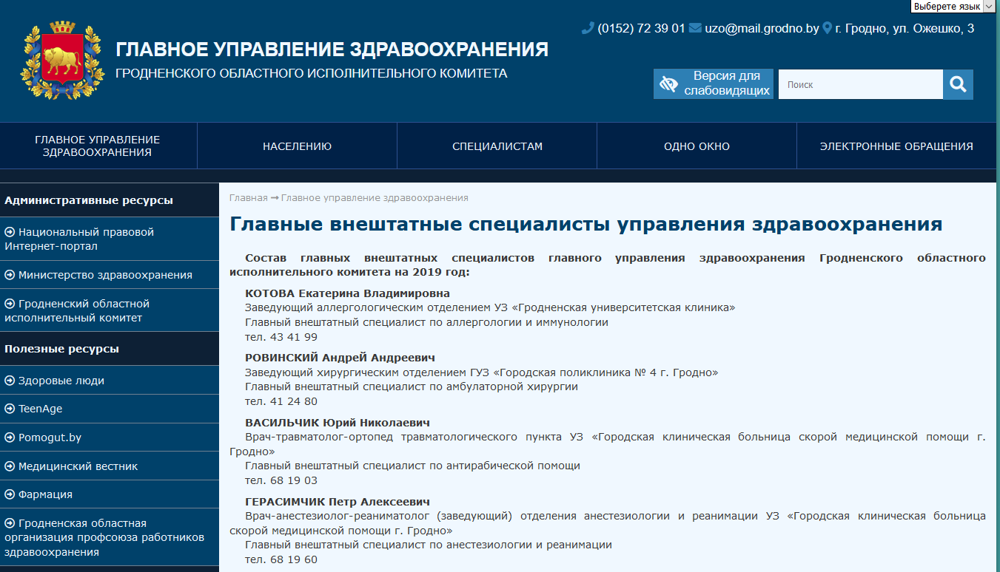 Выберете язык
(0152) 72 39 01 uzo@mail.grodno.by г. Гродно, ул. Ожешко, 3
ГЛАВНОЕ УПРАВЛЕНИЕ ЗДРАВООХРАНЕНИЯ
ГРОДНЕНСКОГО ОБЛАСТНОГО ИСПОЛНИТЕЛЬНОГО КОМИТЕТА
Версия для
слабовидящих
Поиск
ГЛАВНОЕ УПРАВЛЕНИЕ
ЗДРАВООХРАНЕНИЯ
НАСЕЛЕНИЮ
СПЕЦИАЛИСТАМ
ОДНО ОКНО
ЭЛЕКТРОННЫЕ ОБРАЩЕНИЯ
Административные ресурсы
Национальный правовой
Интернет-портал
Министерство здравоохранения
Гродненский областной
исполнительный комитет
Полезные ресурсы
Здоровые люди
TeenAge
Pomogut.by
Медицинский вестник
Фармация
Гродненская областная
организация профсоюза работников
здравоохранения
Главная ➞ Главное управление здравоохранения
Главные внештатные специалисты управления здравоохранения
Состав главных внештатных специалистов главного управления здравоохранения Гродненского областного
исполнительного комитета на 2019 год:
КОТОВА Екатерина Владимировна
Заведующий аллергологическим отделением УЗ «Гродненская университетская клиника»
Главный внештатный специалист по аллергологии и иммунологии
тел. 43 41 99
РОВИНСКИЙ Андрей Андреевич
Заведующий хирургическим отделением ГУЗ «Городская поликлиника № 4 г. Гродно»
Главный внештатный специалист по амбулаторной хирургии
тел. 41 24 80
ВАСИЛЬЧИК Юрий Николаевич
Врач-травматолог-ортопед травматологического пункта УЗ «Городская клиническая больница скорой медицинской помощи г.
Гродно»
Главный внештатный специалист по антирабической помощи
тел. 68 19 03
ГЕРАСИМЧИК Петр Алексеевич
Врач-анестезиолог-реаниматолог (заведующий) отделения анестезиологии и реанимации УЗ «Городская клиническая больница
скорой медицинской помощи г. Гродно»
Главный внештатный специалист по анестезиологии и реанимации
тел. 68 19 60